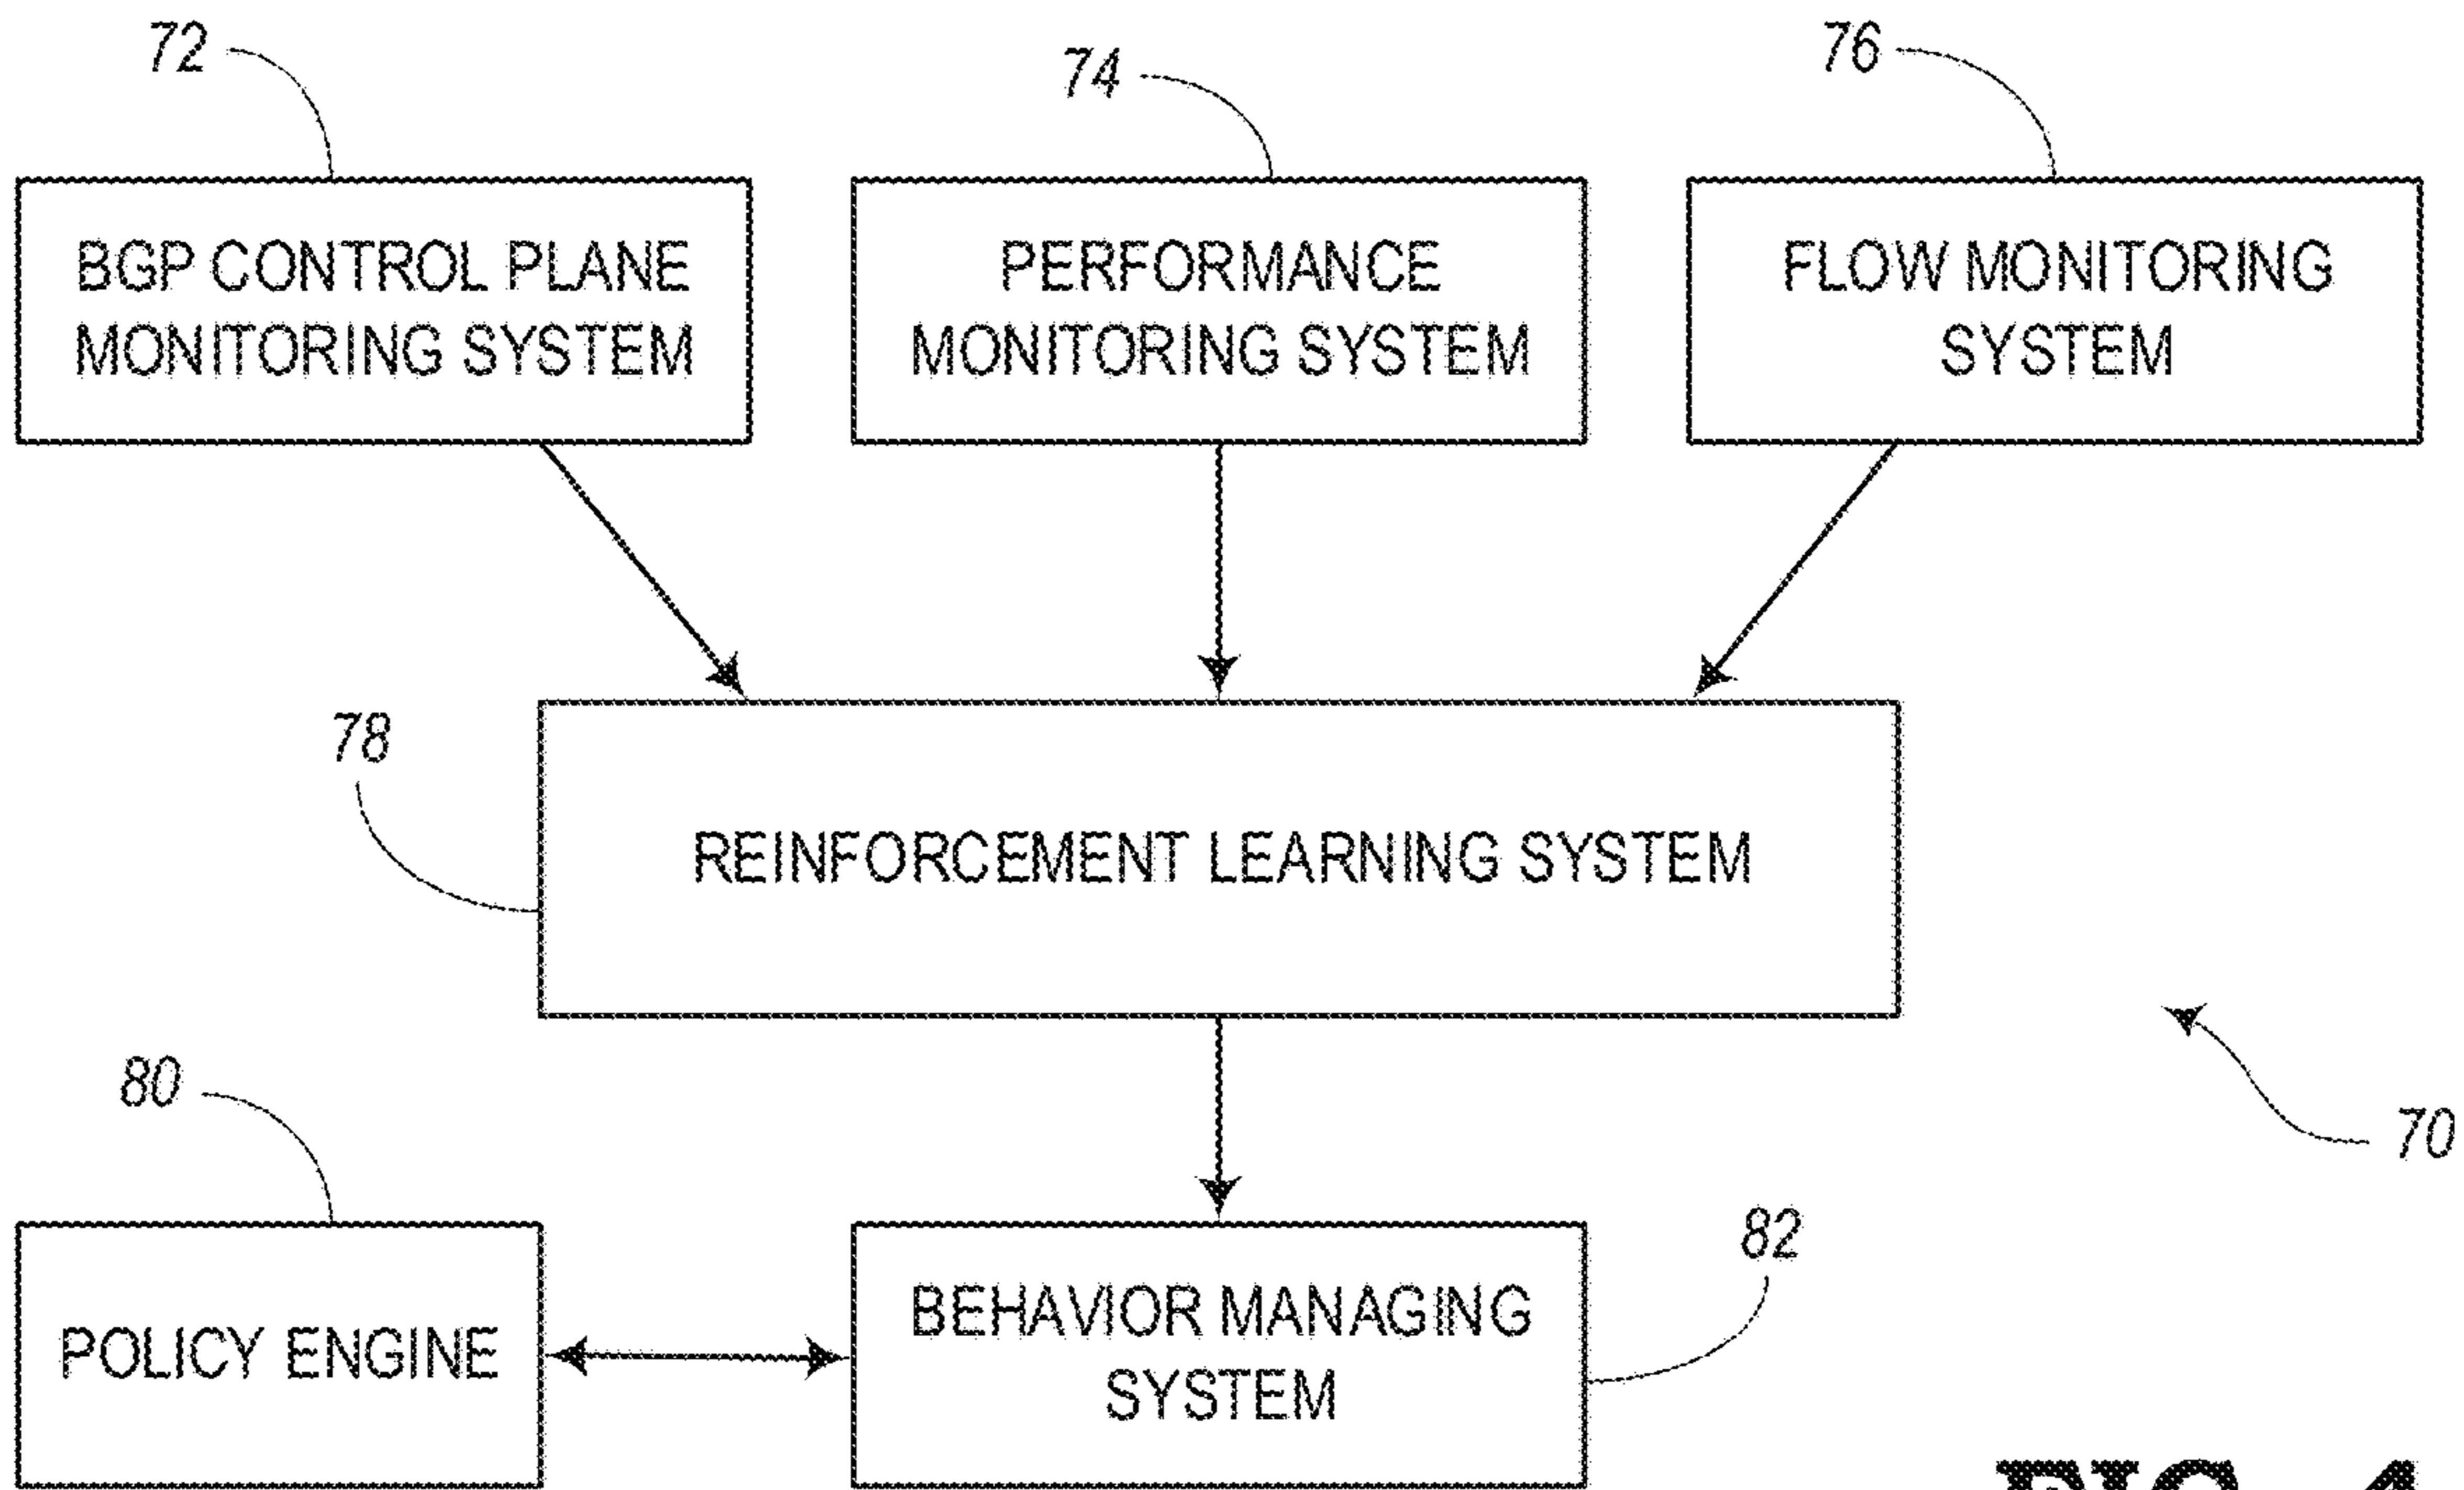 72
74
76
BGP CONTROL PLANE
MONITORING SYSTEM
PERFORMANCE
MONITORING SYSTEM
FLOW MONITORING
SYSTEM
78
REINFORCEMENT LEARNING SYSTEM
80
70
82
POLICY ENGINE
BEHAVIOR MANAGING
SYSTEM